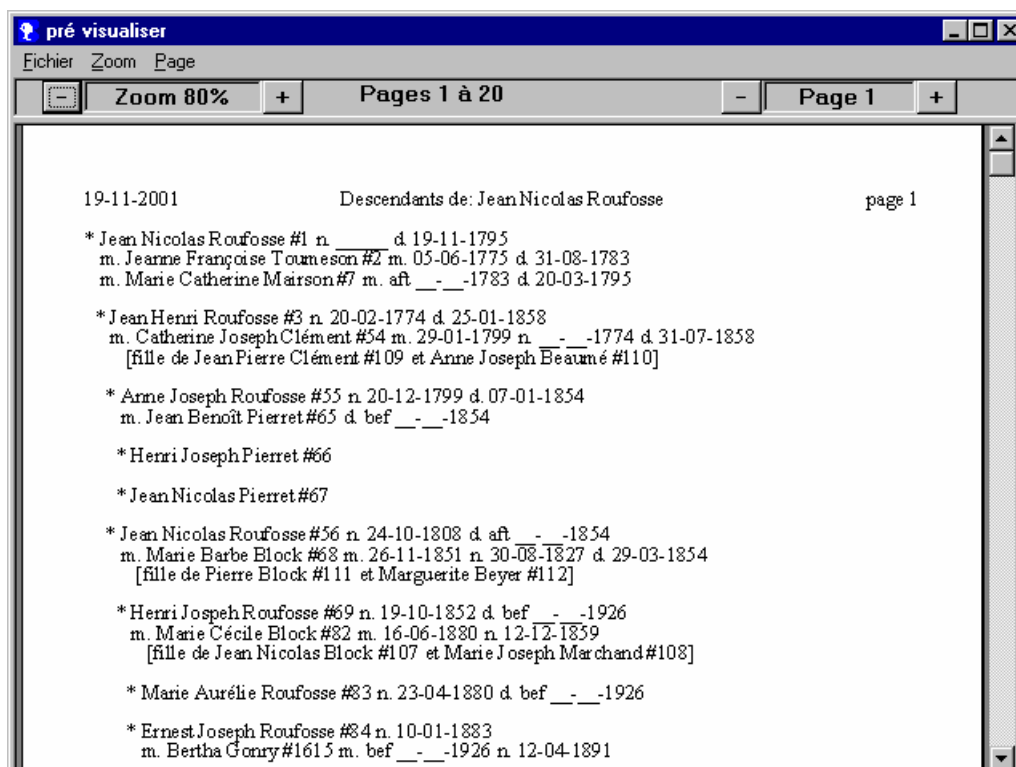 pré visualiser
Fichier Zoom Page
- Zoom 80% + Pages 1 à 20 - Page 1 +
19-11-2001 Descendants de: Jean Nicolas Roufosse page 1
* Jean Nicolas Roufosse #1 n. ______ d. 19-11-1795
m. Jeanne Françoise Tourneson #2 m. 05-06-1775 d. 31-08-1783
m. Marie Catherine Mairson #7 m. aft __-__-1783 d. 20-03-1795
* Jean Henri Roufosse #3 n. 20-02-1774 d. 25-01-1858
m. Catherine Joseph Clément #54 m. 29-01-1799 n. __-__-1774 d. 31-07-1858
[fille de Jean Pierre Clément #109 et Anne Joseph Beaumé #110]
* Anne Joseph Roufosse #55 n. 20-12-1799 d. 07-01-1854
m. Jean Benoît Pierret #65 d. bef __-__-1854
* Henri Joseph Pierret #66
* Jean Nicolas Pierret #67
* Jean Nicolas Roufosse #56 n. 24-10-1808 d. aft __-__-1854
m. Marie Barbe Block #68 m. 26-11-1851 n. 30-08-1827 d. 29-03-1854
[fille de Pierre Block #111 et Marguerite Beyer #112]
* Henri Jospeh Roufosse #69 n. 19-10-1852 d. bef __-__-1926
m. Marie Cécile Block #82 m. 16-06-1880 n. 12-12-1859
[fille de Jean Nicolas Block #107 et Marie Joseph Marchand #108]
* Marie Aurélie Roufosse #83 n. 23-04-1880 d. bef __-__-1926
* Ernest Joseph Roufosse #84 n. 10-01-1883
m. Bertha Gonry #1615 m. bef __-__-1926 n. 12-04-1891